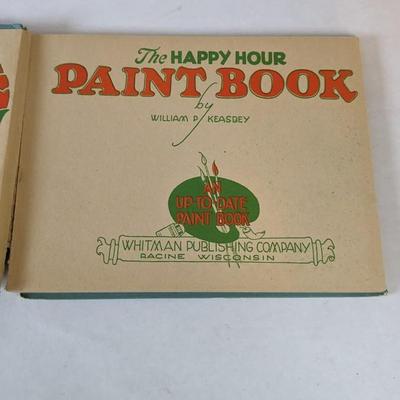 The HAPPY HOUR
PAINT BOOK
by
WILLIAM P. KEASBEY
AN
UP-TO-DATE
PAINT BOOK
WHITMAN PUBLISHING COMPANY
RACINE WISCONSIN